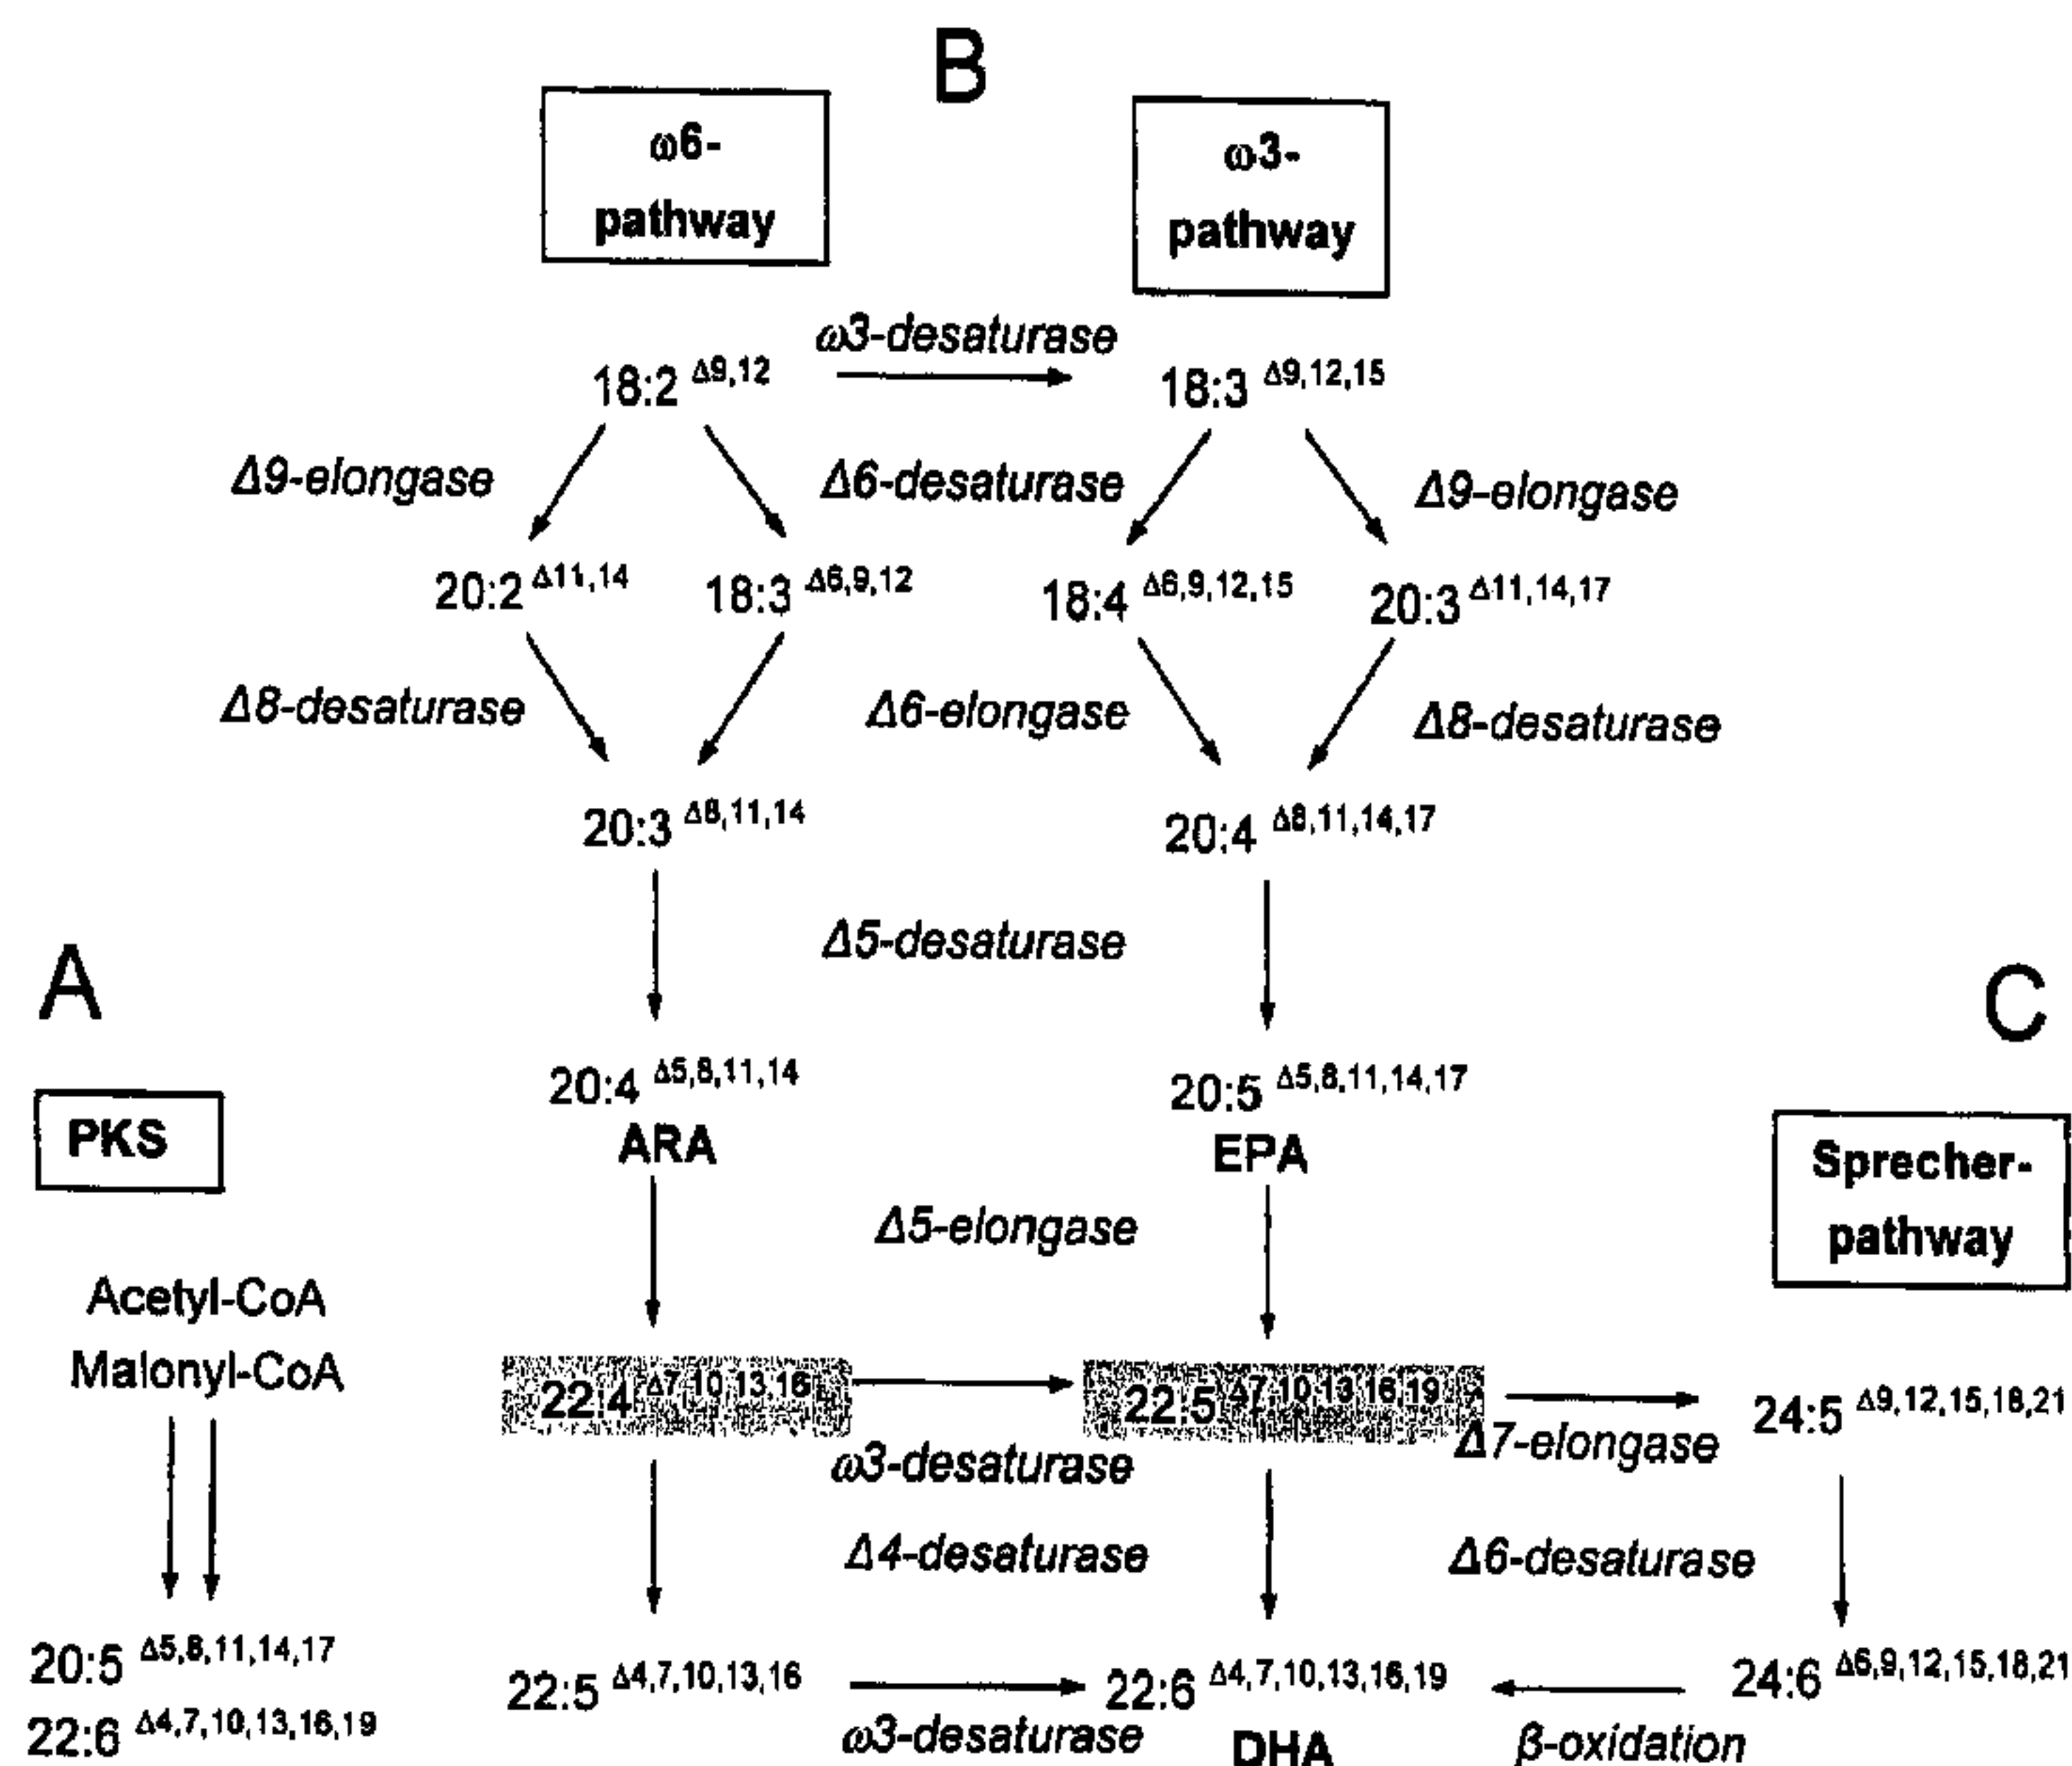 B
ω6-
pathway
ω3-
pathway
ω3-desaturase
18:2 Δ9,12
18:3 Δ9,12,15
Δ9-elongase
Δ6-desaturase
Δ9-elongase
20:2 Δ11,14
18:3 Δ6,9,12
18:4 Δ6,9,12,15
20:3 Δ11,14,17
Δ8-desaturase
Δ6-elongase
Δ8-desaturase
20:3 Δ8,11,14
20:4 Δ8,11,14,17
Δ5-desaturase
A
C
20:4 Δ5,8,11,14
ARA
20:5 Δ5,8,11,14,17
EPA
PKS
Sprecher-
pathway
Δ5-elongase
Acetyl-CoA
Malonyl-CoA
22:4 Δ7,10,13,16
22:5 Δ7,10,13,16,19
24:5 Δ9,12,15,18,21
Δ7-elongase
ω3-desaturase
Δ4-desaturase
Δ6-desaturase
20:5 Δ5,8,11,14,17
22:6 Δ4,7,10,13,16,19
22:5 Δ4,7,10,13,16
22:6 Δ4,7,10,13,16,19
24:6 Δ6,9,12,15,18,21
ω3-desaturase
DHA
β-oxidation